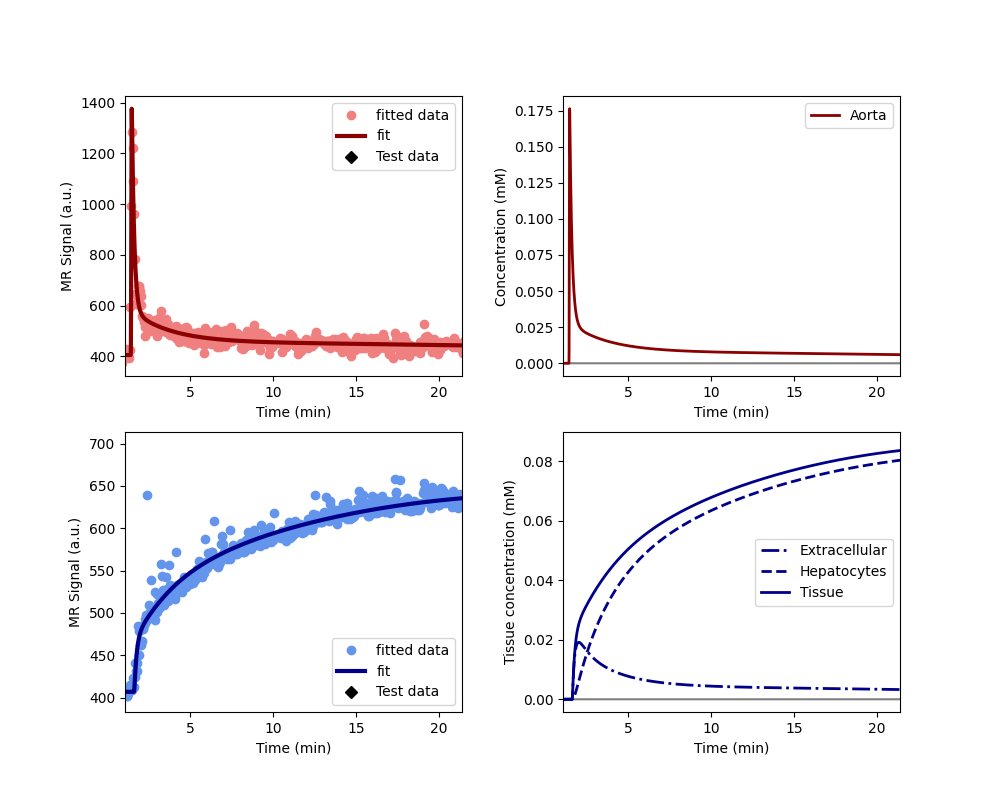 MR Signal (a.u.)
1400
1200
1000
800
600
400
5
10
15
20
Time (min)
fitted data
fit
Test data
Concentration (mM)
0.175
0.150
0.125
0.100
0.075
0.050
0.025
0.000
5
10
15
20
Time (min)
Aorta
MR Signal (a.u.)
700
650
600
550
500
450
400
5
10
15
20
Time (min)
fitted data
fit
Test data
Tissue concentration (mM)
0.08
0.06
0.04
0.02
0.00
5
10
15
20
Time (min)
Extracellular
Hepatocytes
Tissue